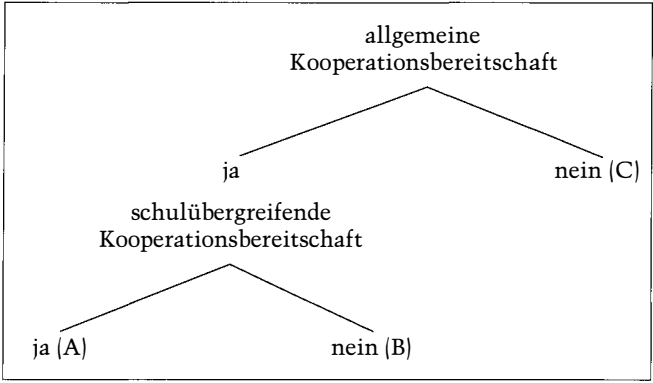 allgemeine
Kooperationsbereitschaft
ja
nein (C)
schulübergreifende
Kooperationsbereitschaft
ja (A)
nein (B)